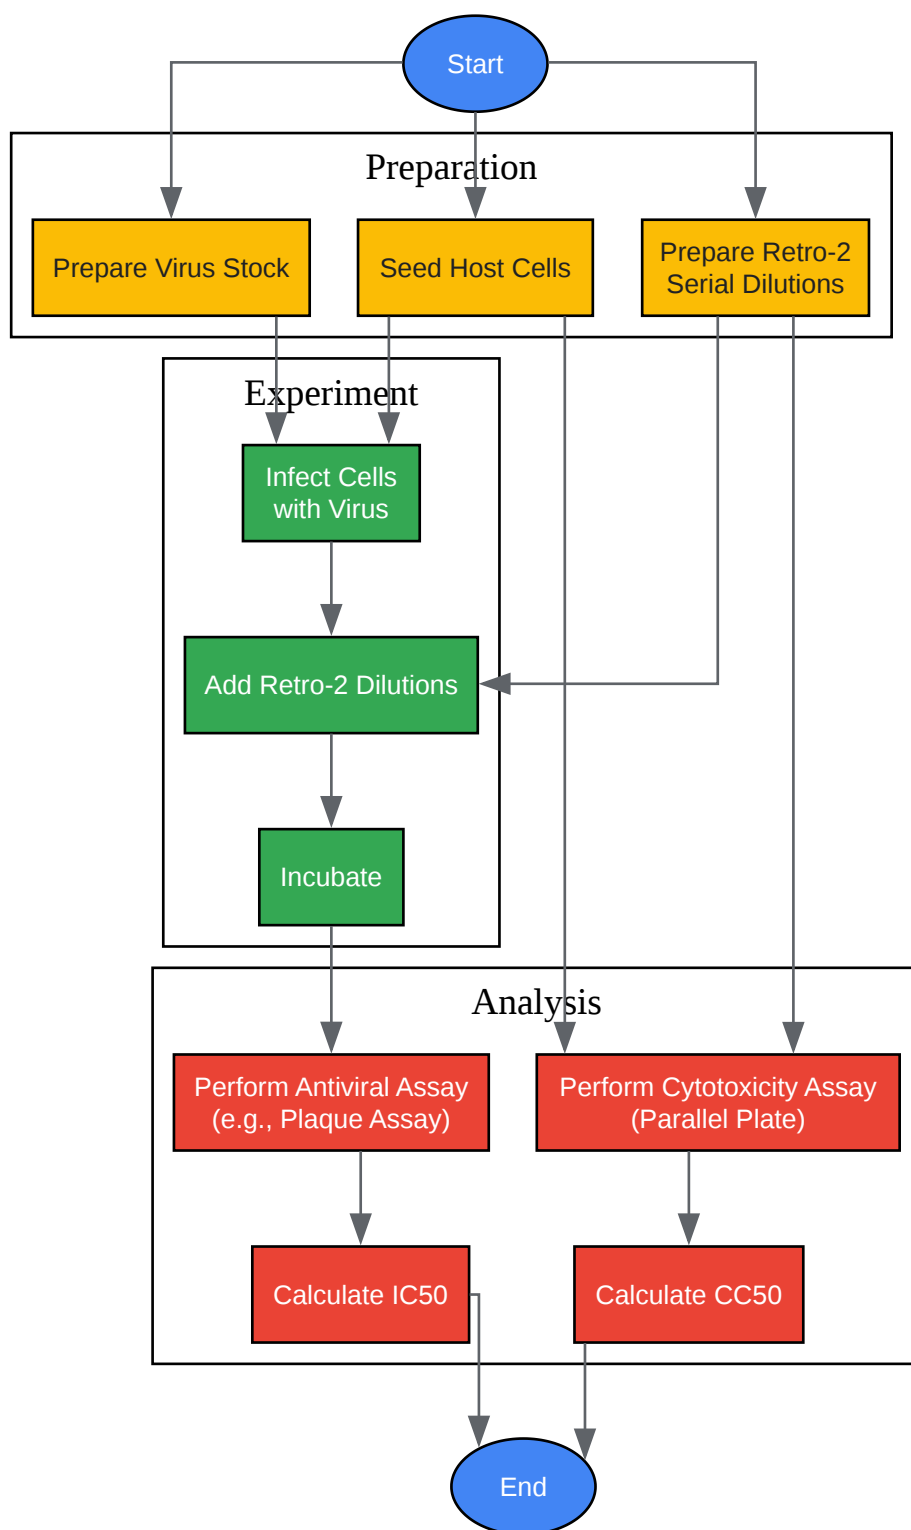 Start
Preparation
Prepare Virus Stock
Seed Host Cells
Prepare Retro-2
Serial Dilutions
Experiment
Infect Cells
with Virus
Add Retro-2 Dilutions
Incubate
Analysis
Perform Antiviral Assay
(e.g., Plaque Assay)
Perform Cytotoxicity Assay
(Parallel Plate)
Calculate IC50
Calculate CC50
End